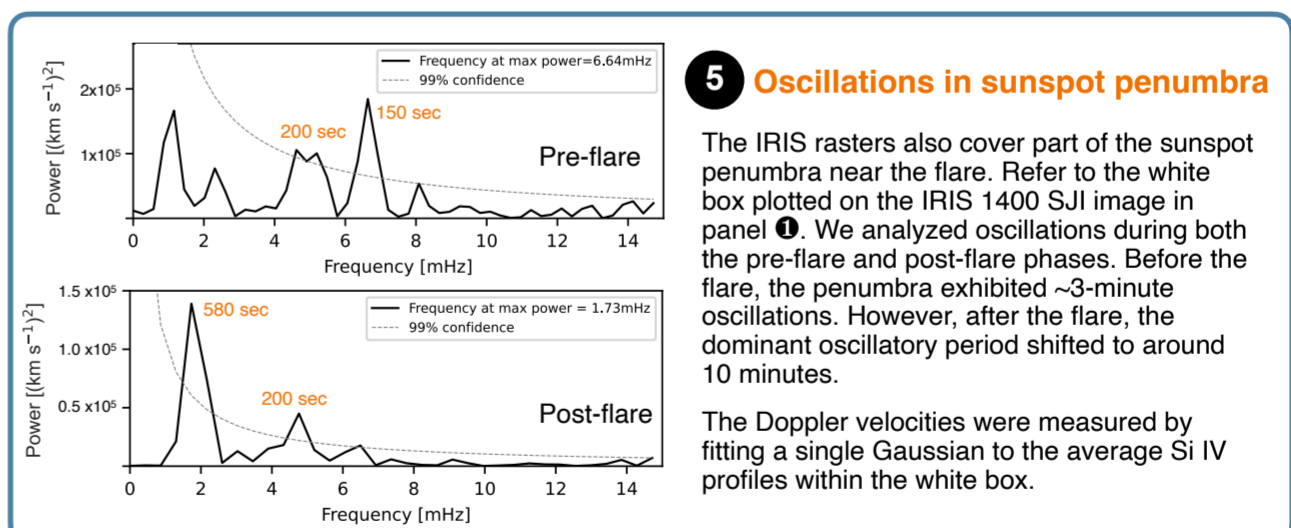 Power [(km s⁻¹)²]
2x10⁵
1x10⁵
Frequency at max power=6.64mHz
99% confidence
200 sec
150 sec
Pre-flare
0 2 4 6 8 10 12 14
Frequency [mHz]
Power [(km s⁻¹)²]
1.5 x10⁵
1.0 x10⁵
0.5 x10⁵
Frequency at max power = 1.73mHz
99% confidence
580 sec
200 sec
Post-flare
0 2 4 6 8 10 12 14
Frequency [mHz]
5 Oscillations in sunspot penumbra
The IRIS rasters also cover part of the sunspot
penumbra near the flare. Refer to the white
box plotted on the IRIS 1400 SJI image in
panel ❶. We analyzed oscillations during both
the pre-flare and post-flare phases. Before the
flare, the penumbra exhibited ~3-minute
oscillations. However, after the flare, the
dominant oscillatory period shifted to around
10 minutes.
The Doppler velocities were measured by
fitting a single Gaussian to the average Si IV
profiles within the white box.